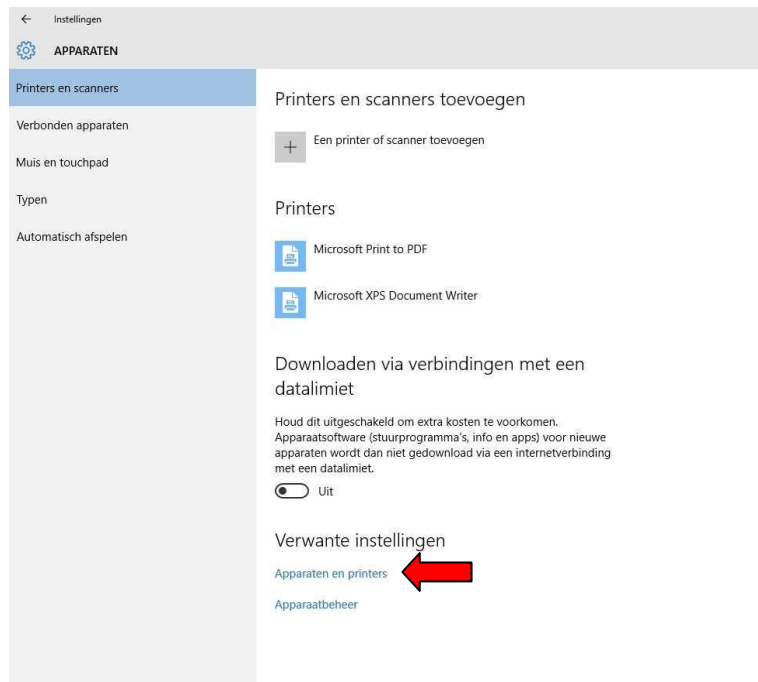 Instellingen
APPARATEN
Printers en scanners
Verbonden apparaten
Muis en touchpad
Typen
Automatisch afspelen
Printers en scanners toevoegen
Een printer of scanner toevoegen
Printers
Microsoft Print to PDF
Microsoft XPS Document Writer
Downloaden via verbindingen met een
datalimiet
Houd dit uitgeschakeld om extra kosten te voorkomen.
Apparaatsoftware (stuurprogramma's, info en apps) voor nieuwe
apparaten wordt dan niet gedownload via een internetverbinding
met een datalimiet.
Uit
Verwante instellingen
Apparaten en printers
Apparaatbeheer